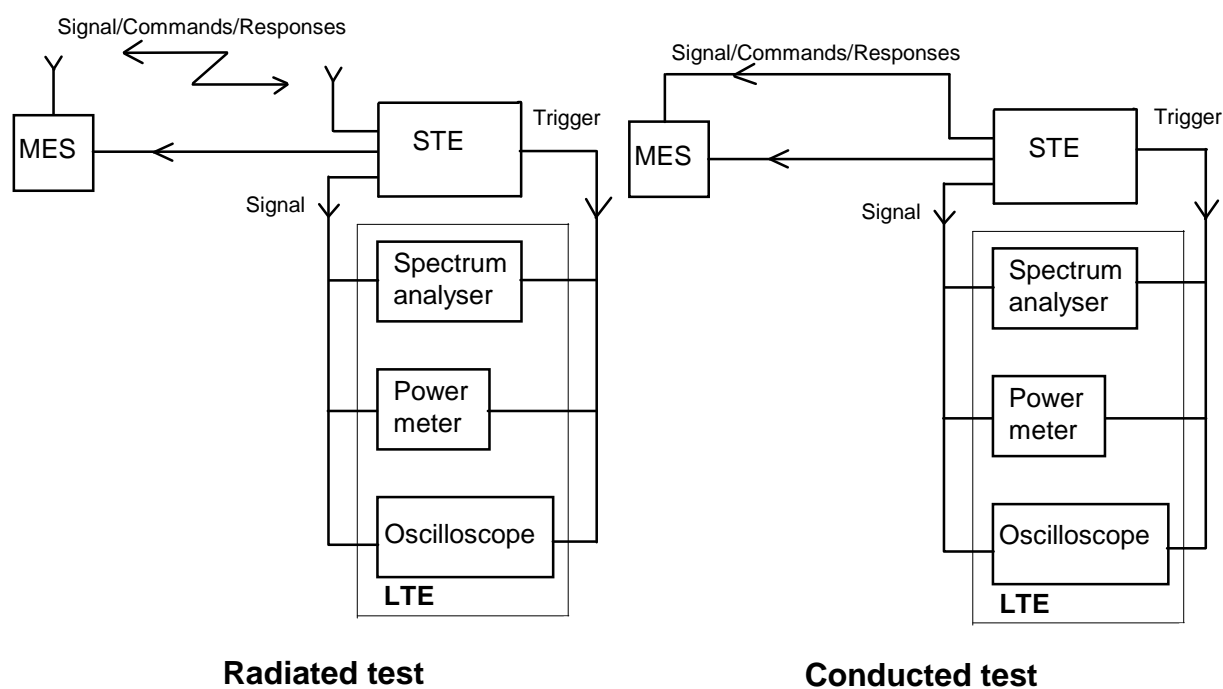 Signal/Commands/Responses
MES
STE
Trigger
Signal
Spectrum
analyser
Power
meter
Oscilloscope
LTE
Radiated test
Signal/Commands/Responses
MES
STE
Trigger
Signal
Spectrum
analyser
Power
meter
Oscilloscope
LTE
Conducted test